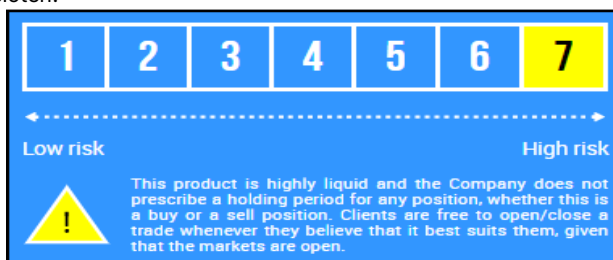 1 2 3 4 5 6 7
Low risk High risk
This product is highly liquid and the Company does not
prescribe a holding period for any position, whether this is
a buy or a sell position. Clients are free to open/close a
trade whenever they believe that it best suits them, given
that the markets are open.
!